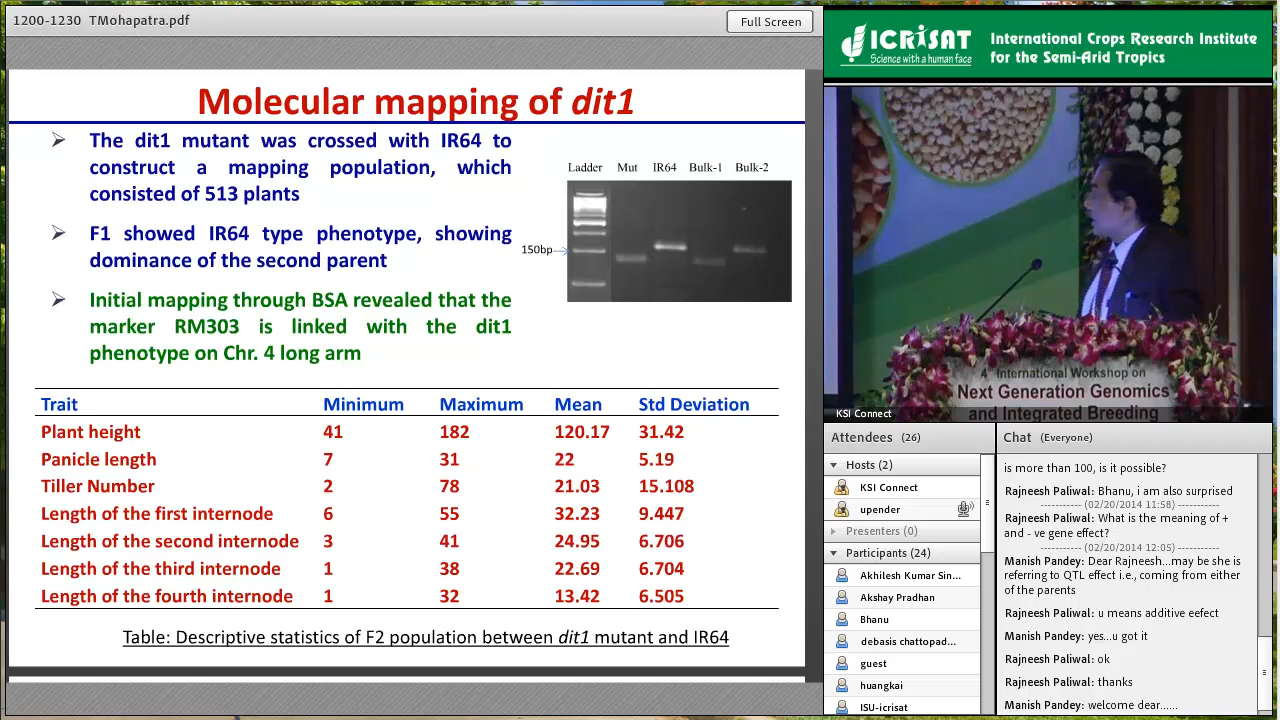 1200-1230 TMohapatra.pdf
Full Screen
Molecular mapping of dit1
The dit1 mutant was crossed with IR64 to
construct a mapping population, which
consisted of 513 plants
F1 showed IR64 type phenotype, showing
dominance of the second parent
Initial mapping through BSA revealed that the
marker RM303 is linked with the dit1
phenotype on Chr. 4 long arm
Ladder Mut IR64 Bulk-1 Bulk-2
150bp
Trait Minimum Maximum Mean Std Deviation
Plant height 41 182 120.17 31.42
Panicle length 7 31 22 5.19
Tiller Number 2 78 21.03 15.108
Length of the first internode 6 55 32.23 9.447
Length of the second internode 3 41 24.95 6.706
Length of the third internode 1 38 22.69 6.704
Length of the fourth internode 1 32 13.42 6.505
Table: Descriptive statistics of F2 population between dit1 mutant and IR64
ICRISAT
Science with a human face
International Crops Research Institute
for the Semi-Arid Tropics
4th International Workshop on
Next Generation Genomics
and Integrated Breeding
KSI Connect
Attendees (26)
Hosts (2)
KSI Connect
upender
Presenters (0)
Participants (24)
Akhilesh Kumar Sin...
Akshay Pradhan
Bhanu
debasis chattopad...
guest
huangkai
ISU-icrisat
Chat (Everyone)
is more than 100, is it possible?
Rajneesh Paliwal: Bhanu, i am also surprised
----------- (02/20/2014 11:58) -----------
Rajneesh Paliwal: What is the meaning of +
and - ve gene effect?
----------- (02/20/2014 12:05) -----------
Manish Pandey: Dear Rajneesh...may be she is
referring to QTL effect i.e., coming from either
of the parents
Rajneesh Paliwal: u means additive eefect
Manish Pandey: yes...u got it
Rajneesh Paliwal: ok
Rajneesh Paliwal: thanks
Manish Pandey: welcome dear......